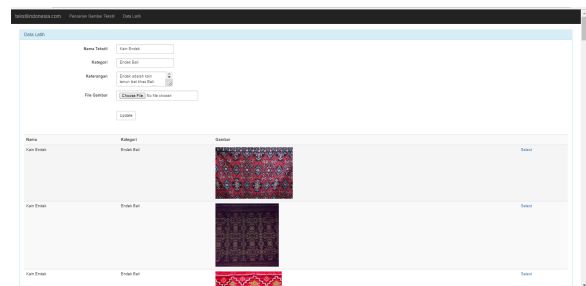 tekstilindonesia.com Pencarian Gambar Tekstil Data Latih
Data Latih
Nama Tekstil Kain Endek
Kategori Endek Bali
Keterangan Endek adalah kain
tenun ikat khas Bali.
File Gambar Choose File No file chosen
Update
Nama Kategori Gambar
Kain Endek Endek Bali Select
Kain Endek Endek Bali Select
Kain Endek Endek Bali Select